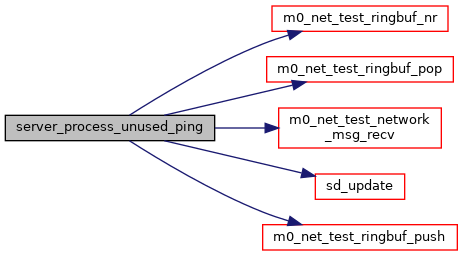 server_process_unused_ping
m0_net_test_ringbuf_nr
m0_net_test_ringbuf_pop
m0_net_test_network
_msg_recv
sd_update
m0_net_test_ringbuf_push